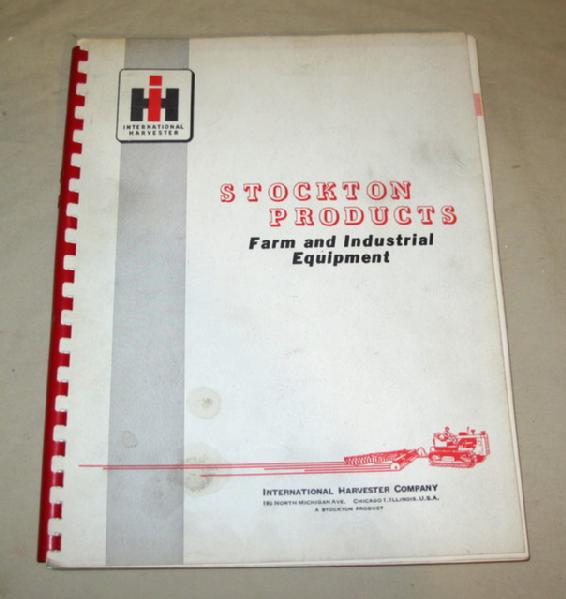 IH
INTERNATIONAL
HARVESTER
STOCKTON
PRODUCTS
Farm and Industrial
Equipment
INTERNATIONAL HARVESTER COMPANY
180 NORTH MICHIGAN AVE. CHICAGO 1, ILLINOIS, U.S.A.
A STOCKTON PRODUCT